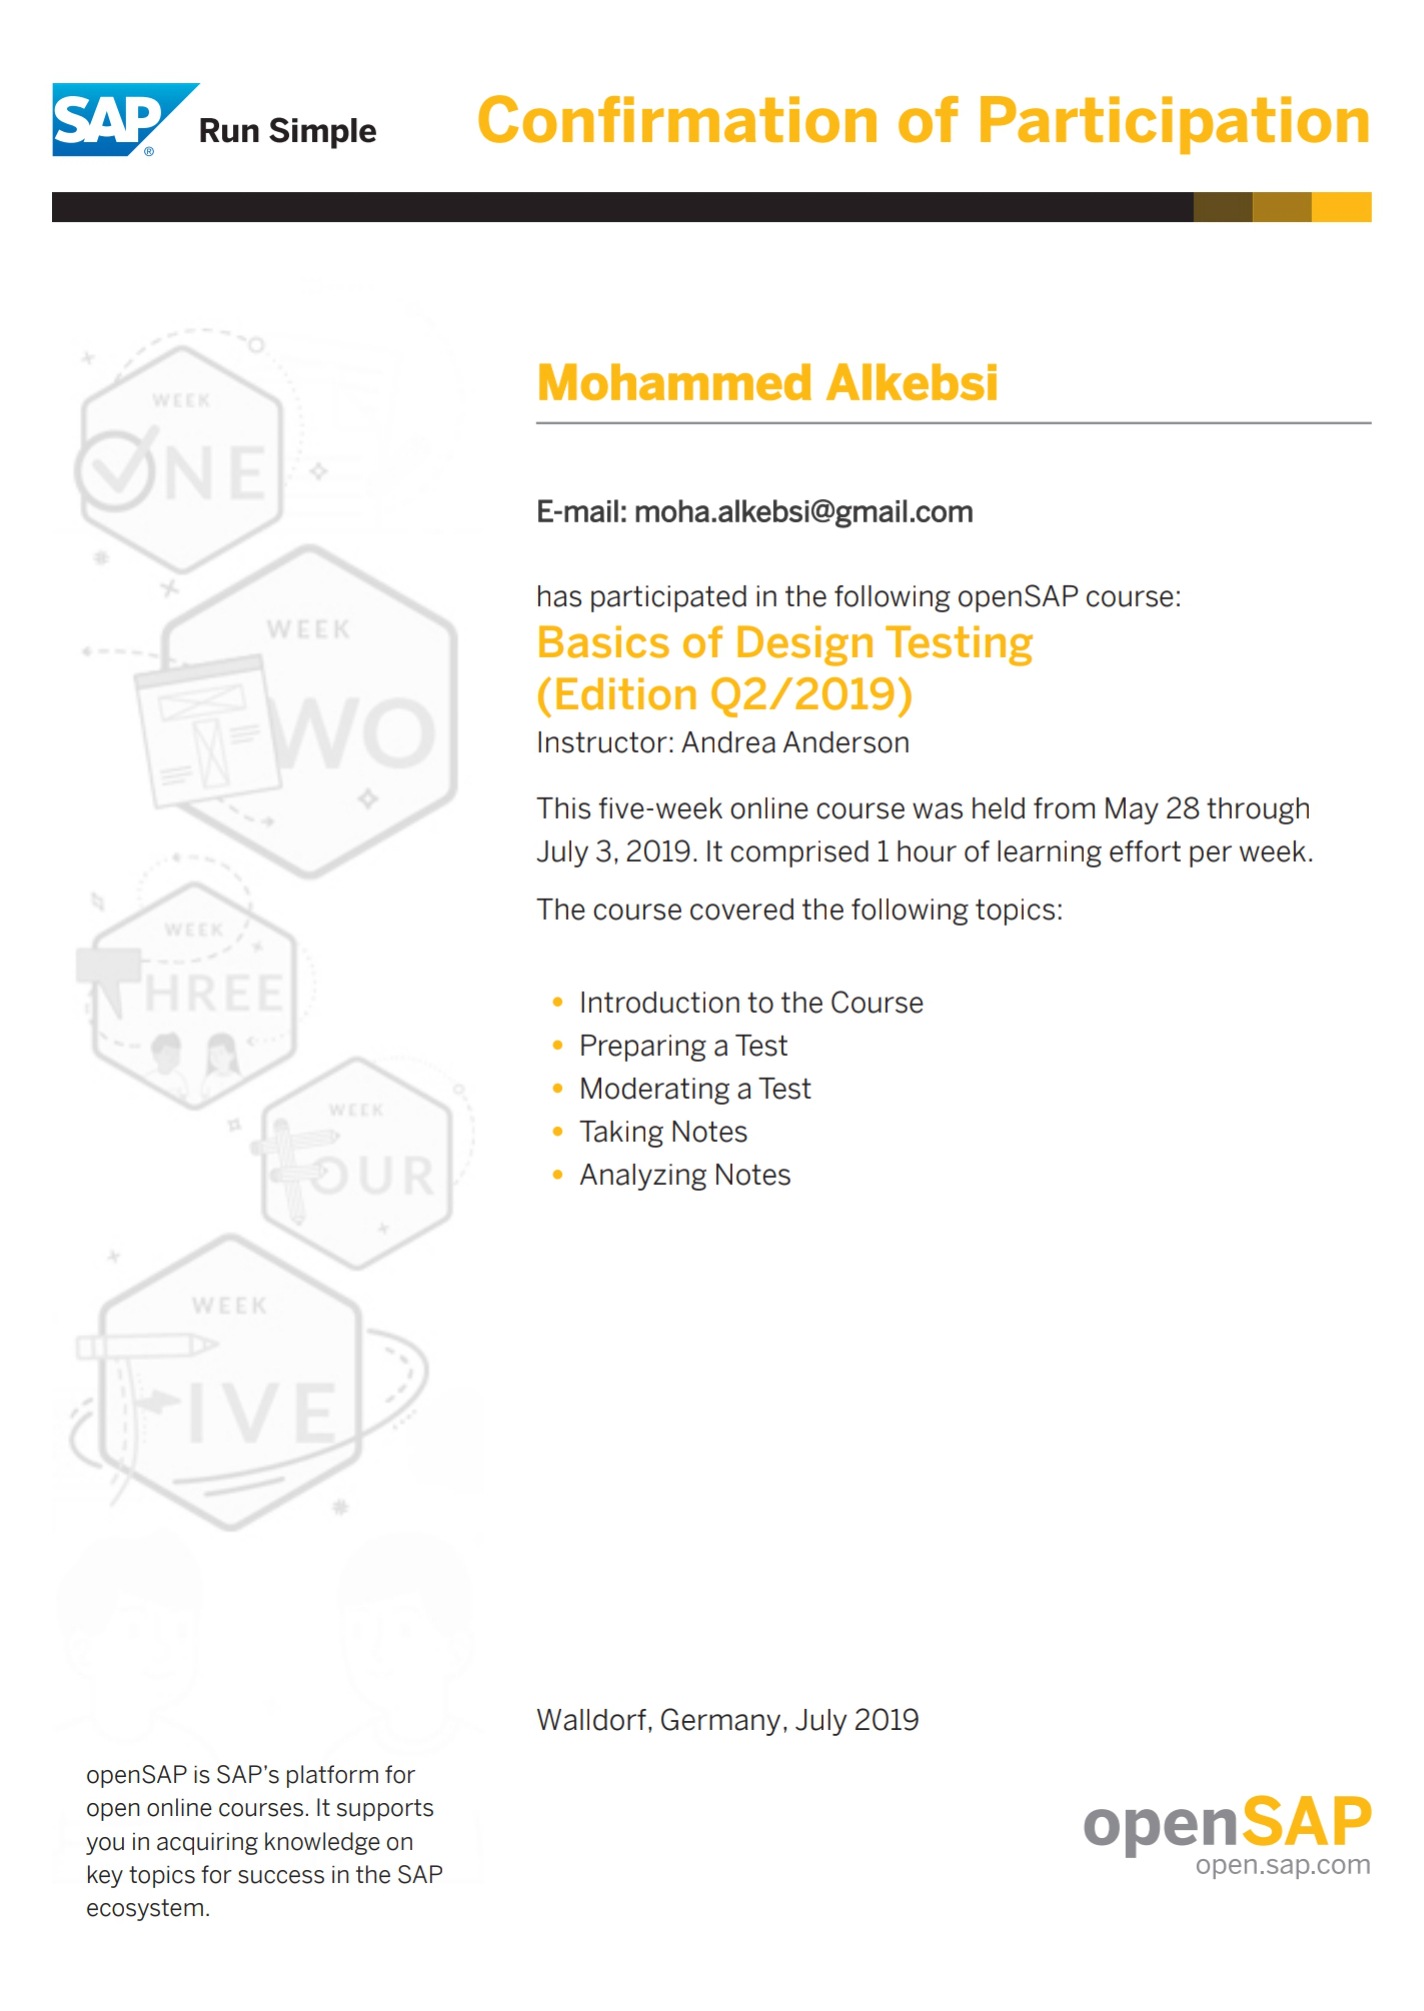 SAP
®
Run Simple
Confirmation of Participation
Mohammed Alkebsi
E-mail: moha.alkebsi@gmail.com
has participated in the following openSAP course:
Basics of Design Testing
(Edition Q2/2019)
Instructor: Andrea Anderson
This five-week online course was held from May 28 through
July 3, 2019. It comprised 1 hour of learning effort per week.
The course covered the following topics:
• Introduction to the Course
• Preparing a Test
• Moderating a Test
• Taking Notes
• Analyzing Notes
WEEK
ONE
WEEK
TWO
WEEK
THREE
WEEK
FOUR
WEEK
FIVE
Walldorf, Germany, July 2019
openSAP is SAP’s platform for
open online courses. It supports
you in acquiring knowledge on
key topics for success in the SAP
ecosystem.
openSAP
open.sap.com